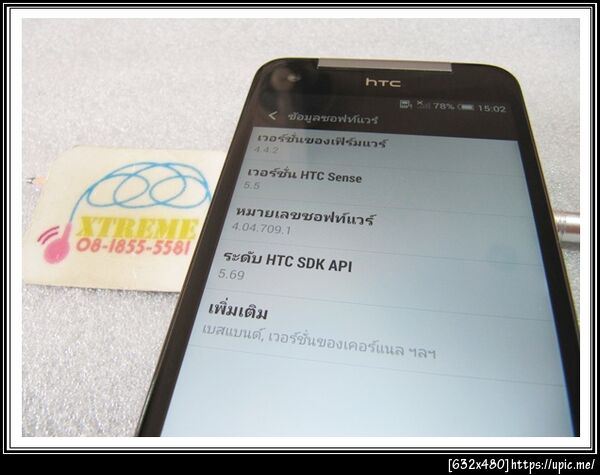 hTC
78% 15:02
ข้อมูลซอฟท์แวร์
เวอร์ชั่นของเฟิร์มแวร์
4.4.2
เวอร์ชั่น HTC Sense
5.5
หมายเลขซอฟท์แวร์
4.04.709.1
ระดับ HTC SDK API
5.69
เพิ่มเติม
เบสแบนด์, เวอร์ชั่นของเคอร์แนล ฯลฯ
XTREME
08-1855-5581
[632x480]https://upic.me/